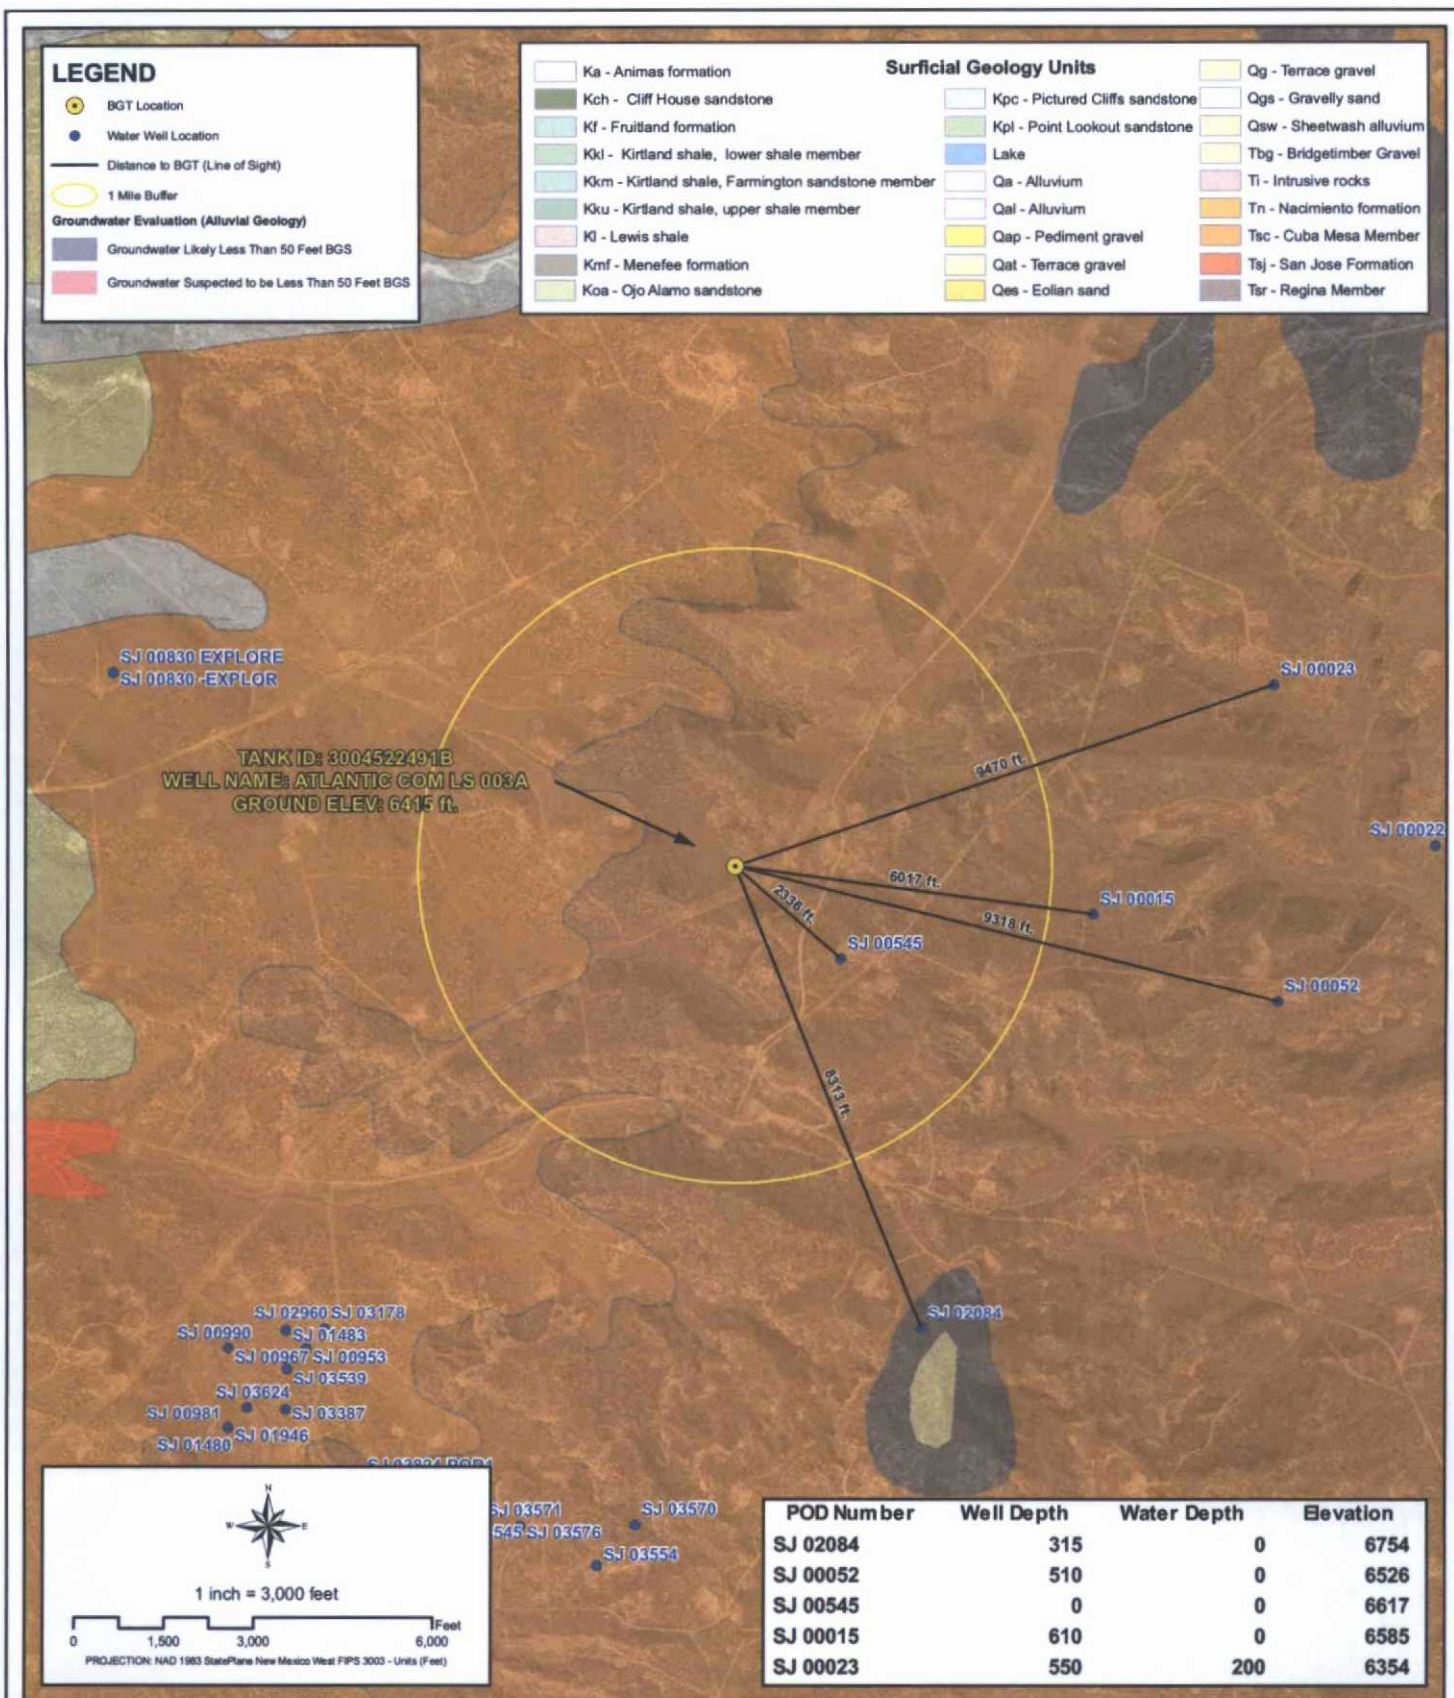 LEGEND
BGT Location
Water Well Location
Distance to BGT (Line of Sight)
1 Mile Buffer
Groundwater Evaluation (Alluvial Geology)
Groundwater Likely Less Than 50 Feet BGS
Groundwater Suspected to be Less Than 50 Feet BGS
Surficial Geology Units
Ka - Animas formation
Kch - Cliff House sandstone
Kf - Fruitland formation
Kkl - Kirtland shale, lower shale member
Kkm - Kirtland shale, Farmington sandstone member
Kku - Kirtland shale, upper shale member
Kl - Lewis shale
Kmf - Menefee formation
Koa - Ojo Alamo sandstone
Kpc - Pictured Cliffs sandstone
Kpl - Point Lookout sandstone
Lake
Qa - Alluvium
Qal - Alluvium
Qap - Pediment gravel
Qat - Terrace gravel
Qes - Eolian sand
Qg - Terrace gravel
Qgs - Gravelly sand
Qsw - Sheetwash alluvium
Tbg - Bridgetimber Gravel
Ti - Intrusive rocks
Tn - Nacimiento formation
Tsc - Cuba Mesa Member
Tsj - San Jose Formation
Tsr - Regina Member
SJ 00830 EXPLORE
SJ 00830 -EXPLOR
SJ 00023
TANK ID: 3004522491B
WELL NAME: ATLANTIC COM LS 003A
GROUND ELEV: 6415 ft.
9470 ft.
SJ 00022
6017 ft.
SJ 00015
2336 ft.
9318 ft.
SJ 00545
SJ 00052
8313 ft.
SJ 02084
SJ 02960 SJ 03178
SJ 00990 SJ 01483
SJ 00967 SJ 00953
SJ 03539
SJ 03624
SJ 00981 SJ 03387
SJ 01480 SJ 01946
SJ 03571 SJ 03570
545 SJ 03576
SJ 03554
N
W E
S
1 inch = 3,000 feet
Feet
0 1,500 3,000 6,000
PROJECTION: NAD 1983 StatePlane New Mexico West FIPS 3003 - Units (Feet)
POD Number Well Depth Water Depth Elevation
SJ 02084 315 0 6754
SJ 00052 510 0 6526
SJ 00545 0 0 6617
SJ 00015 610 0 6585
SJ 00023 550 200 6354